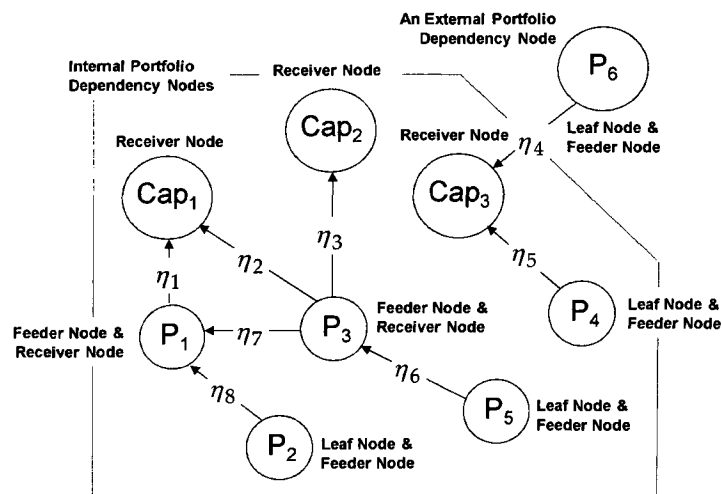 An External Portfolio
Dependency Node
P₆
Leaf Node &
Feeder Node
Internal Portfolio
Dependency Nodes
Receiver Node
Cap₂
Receiver Node
Cap₁
Receiver Node
Cap₃
η₄
η₁
η₂
η₃
η₅
Feeder Node &
Receiver Node
P₁
η₇
P₃
Feeder Node &
Receiver Node
P₄
Leaf Node &
Feeder Node
η₈
η₆
P₂
Leaf Node &
Feeder Node
P₅
Leaf Node &
Feeder Node